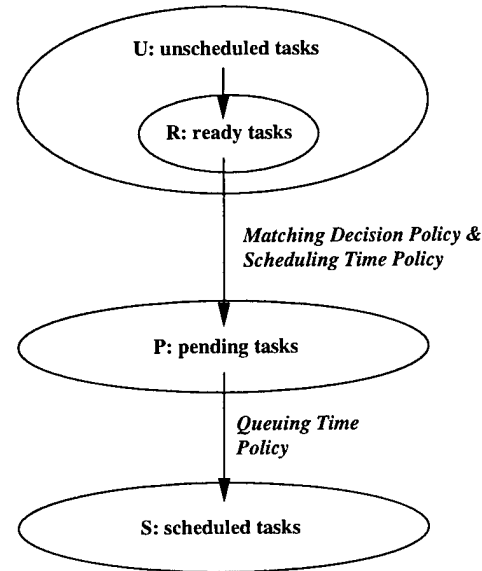 U: unscheduled tasks
R: ready tasks
Matching Decision Policy &
Scheduling Time Policy
P: pending tasks
Queuing Time
Policy
S: scheduled tasks